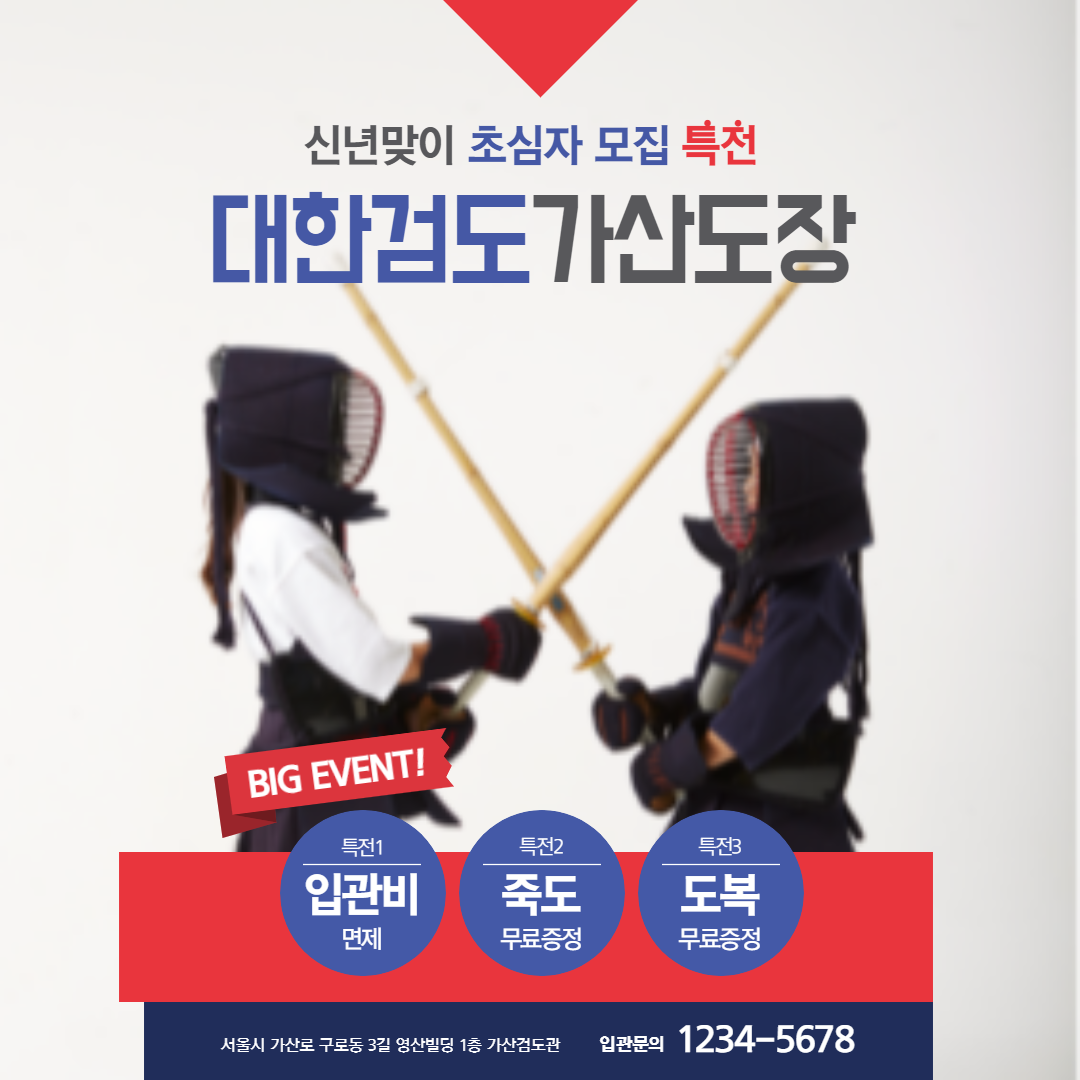 신년맞이 초심자 모집 특전
대한검도가산도장
BIG EVENT!
특전1
입관비
면제
특전2
죽도
무료증정
특전3
도복
무료증정
서울시 가산로 구로동 3길 영산빌딩 1층 가산검도관
입관문의 1234-5678